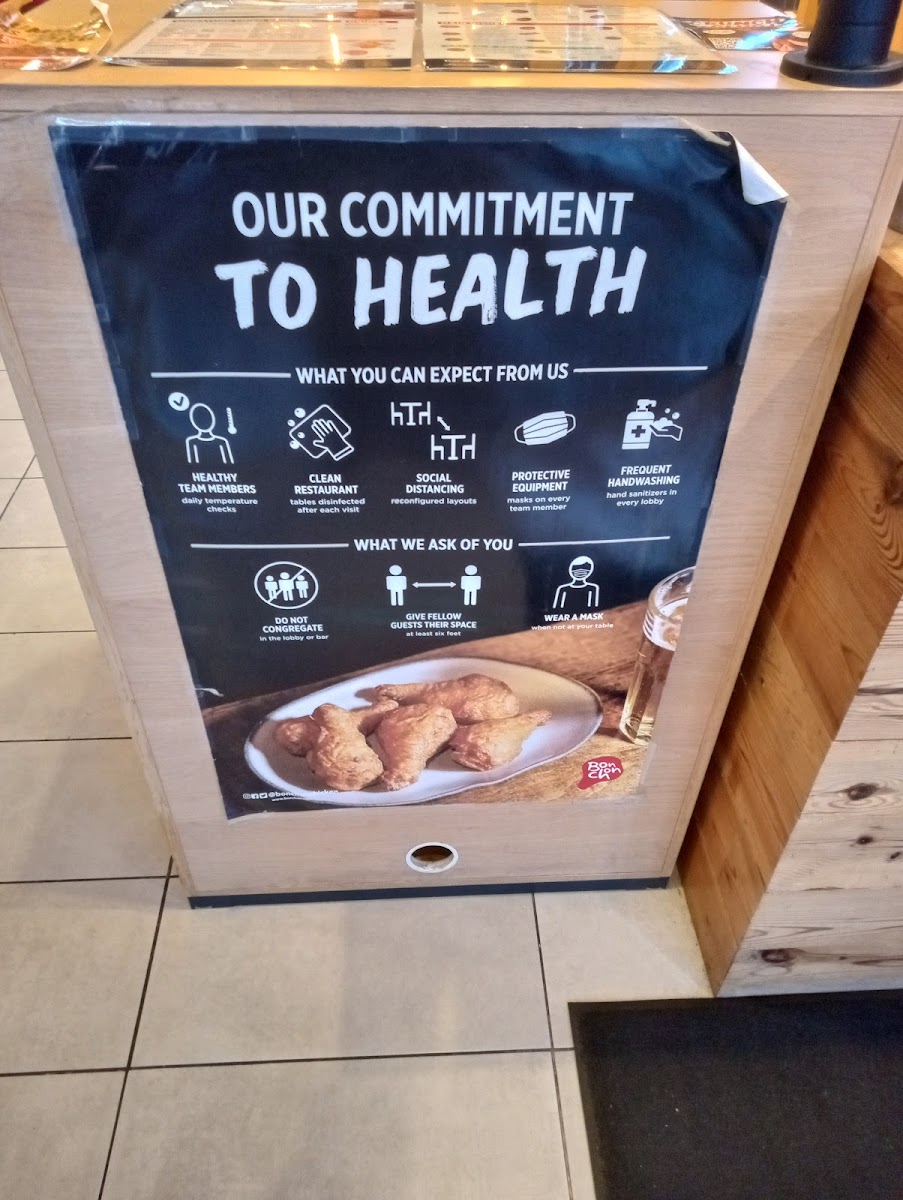 OUR COMMITMENT
TO HEALTH
WHAT YOU CAN EXPECT FROM US
HEALTHY
TEAM MEMBERS
daily temperature
checks
CLEAN
RESTAURANT
tables disinfected
after each visit
SOCIAL
DISTANCING
reconfigured layouts
PROTECTIVE
EQUIPMENT
masks on every
team member
FREQUENT
HANDWASHING
hand sanitizers in
every lobby
WHAT WE ASK OF YOU
DO NOT
CONGREGATE
in the lobby or bar
GIVE FELLOW
GUESTS THEIR SPACE
at least six feet
WEAR A MASK
when not at your table
Bon
Chon